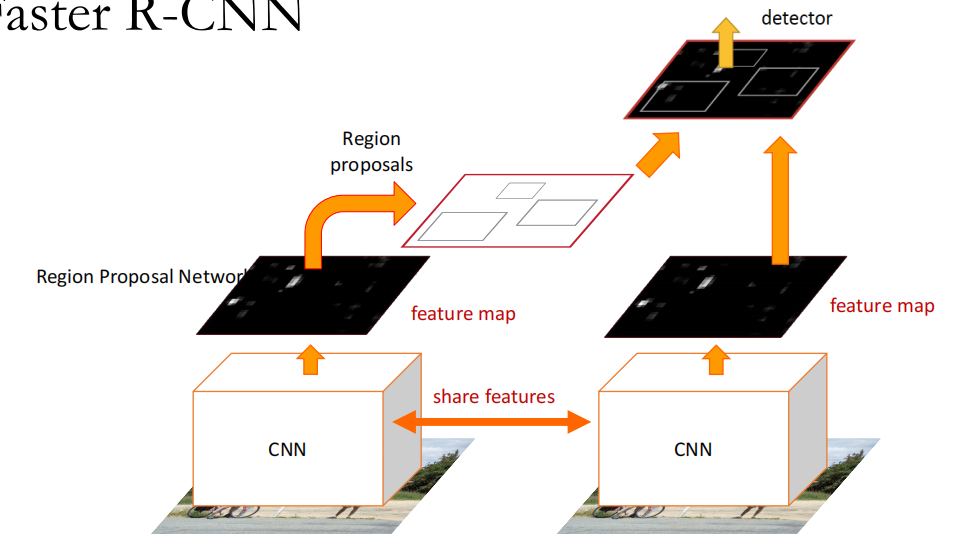 Faster R-CNN
detector
Region
proposals
Region Proposal Network
feature map
feature map
share features
CNN
CNN